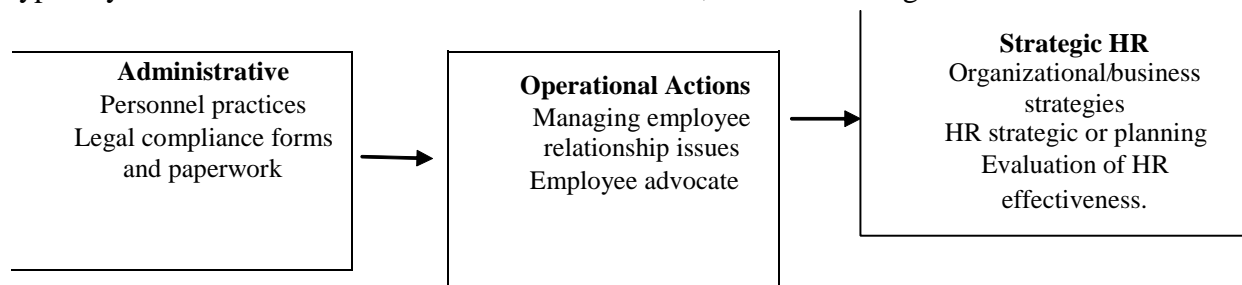 Administrative
Personnel practices
Legal compliance forms
and paperwork
Operational Actions
Managing employee
relationship issues
Employee advocate
Strategic HR
Organizational/business
strategies
HR strategic or planning
Evaluation of HR
effectiveness.